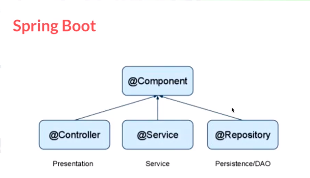 Spring Boot
@Component
@Controller @Service @Repository
Presentation Service Persistence/DAO